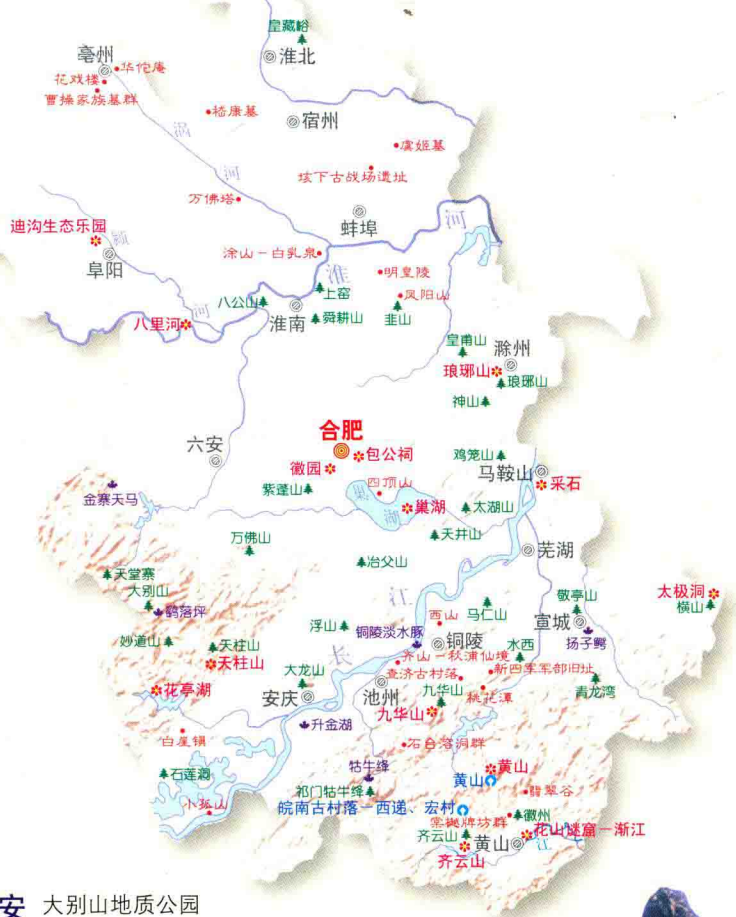 皇藏峪
淮北
亳州
华佗庵
花戏楼
曹操家族墓群
嵇康墓
宿州
涡
虞姬墓
河
垓下古战场遗址
万佛塔
蚌埠
河
迪沟生态乐园
颍
涂山－白乳泉
阜阳
淮
明皇陵
上窑
凤阳山
河
八公山
八里河
淮南
舜耕山
韭山
皇甫山
滁州
琅琊山
琅琊山
神山
合肥
六安
包公祠
鸡笼山
徽园
马鞍山
四顶山
采石
紫蓬山
巢
金寨天马
湖
巢湖
太湖山
万佛山
天井山
芜湖
冶父山
天堂寨
大别山
江
太极洞
鹞落坪
西山
马仁山
敬亭山
横山
浮山
铜陵淡水豚
宣城
妙道山
天柱山
铜陵
水西
扬子鳄
长
天柱山
齐山－秋浦仙境
大龙山
查济古村落
新四军军部旧址
花亭湖
安庆
池州
九华山
桃花潭
青龙湾
九华山
升金湖
白崖镇
石台溶洞群
石莲洞
牯牛绛
黄山
黄山
祁门牯牛绛
翡翠谷
小孤山
皖南古村落－西递、宏村
徽州
棠樾牌坊群
花山谜窟－渐江
齐云山
黄山
江
齐云山
安 大别山地质公园